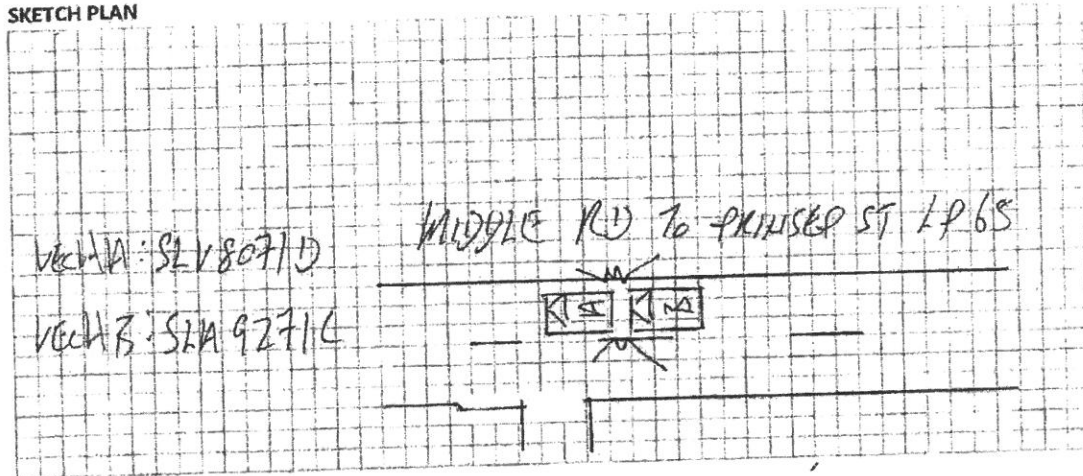 SKETCH PLAN
MIDDLE RD To PRINSEP ST LP65
VECH A: SLV8071D
VECH B: SLA9271C
A B